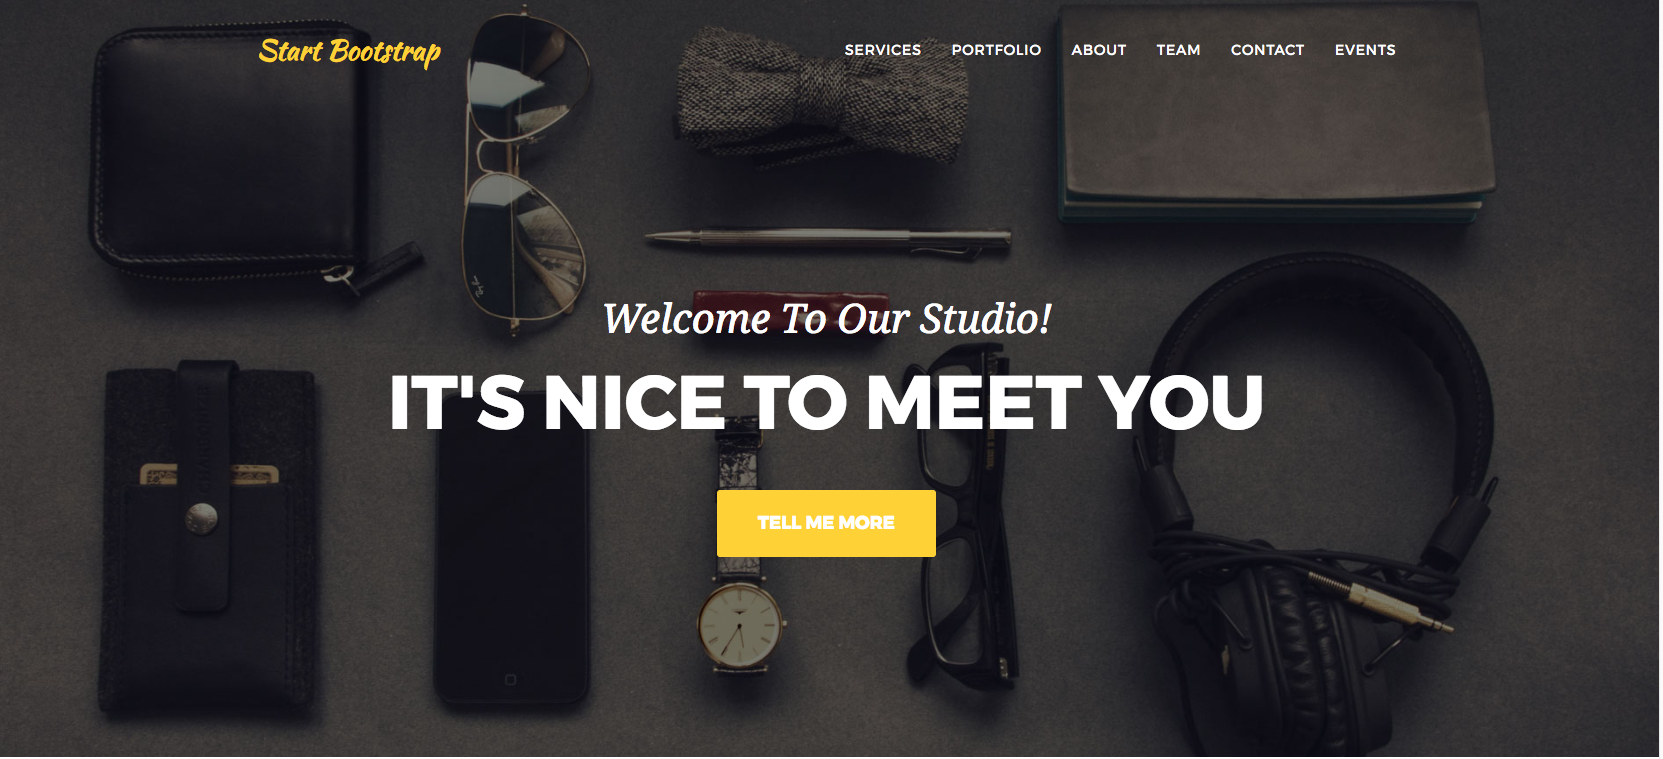 Start Bootstrap
SERVICES PORTFOLIO ABOUT TEAM CONTACT EVENTS
Welcome To Our Studio!
IT'S NICE TO MEET YOU
TELL ME MORE